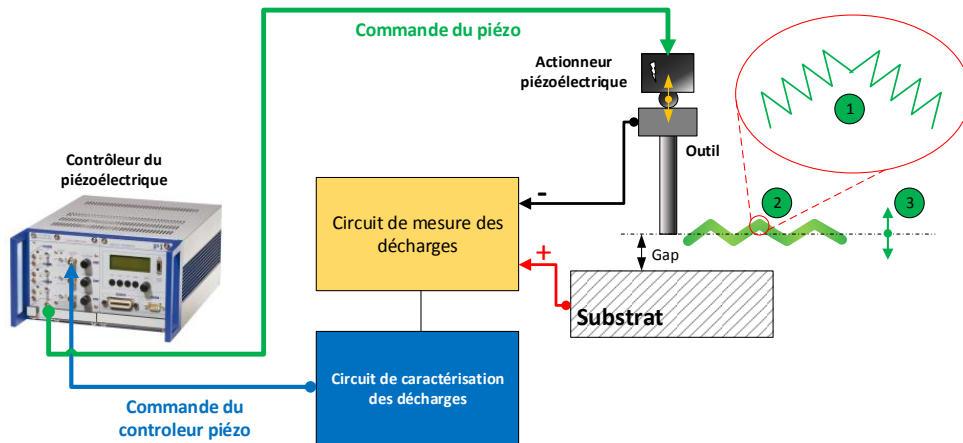 Commande du piézo
Actionneur
piézoélectrique
1
Outil
Contrôleur du
piézoélectrique
2
3
-
Circuit de mesure des
décharges
+
Gap
PI
Substrat
Circuit de caractérisation
des décharges
Commande du
controleur piézo